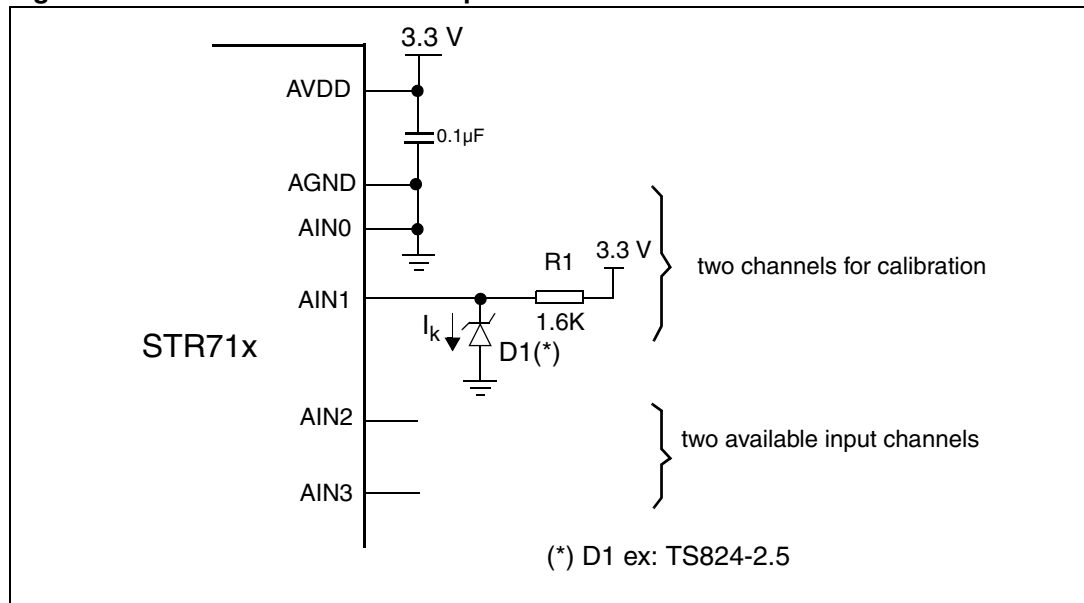 3.3 V
AVDD
0.1µF
AGND
AIN0
3.3 V
R1
two channels for calibration
AIN1
1.6K
Ik
D1(*)
STR71x
AIN2
two available input channels
AIN3
(*) D1 ex: TS824-2.5